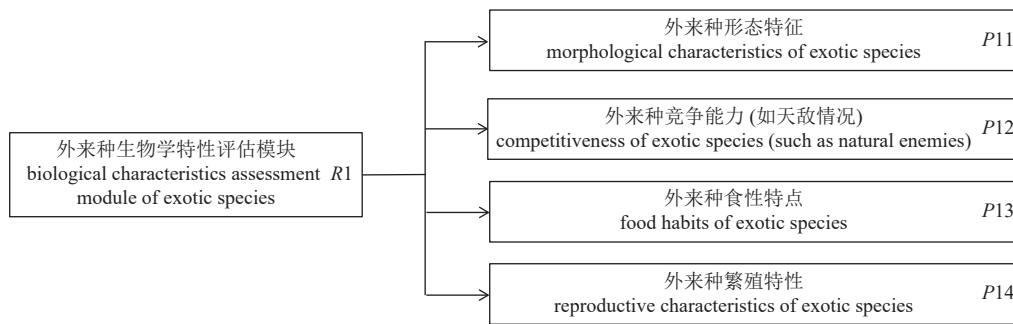 外来种生物学特性评估模块
biological characteristics assessment R1
module of exotic species
外来种形态特征
morphological characteristics of exotic species P11
外来种竞争能力 (如天敌情况)
competitiveness of exotic species (such as natural enemies) P12
外来种食性特点
food habits of exotic species P13
外来种繁殖特性
reproductive characteristics of exotic species P14